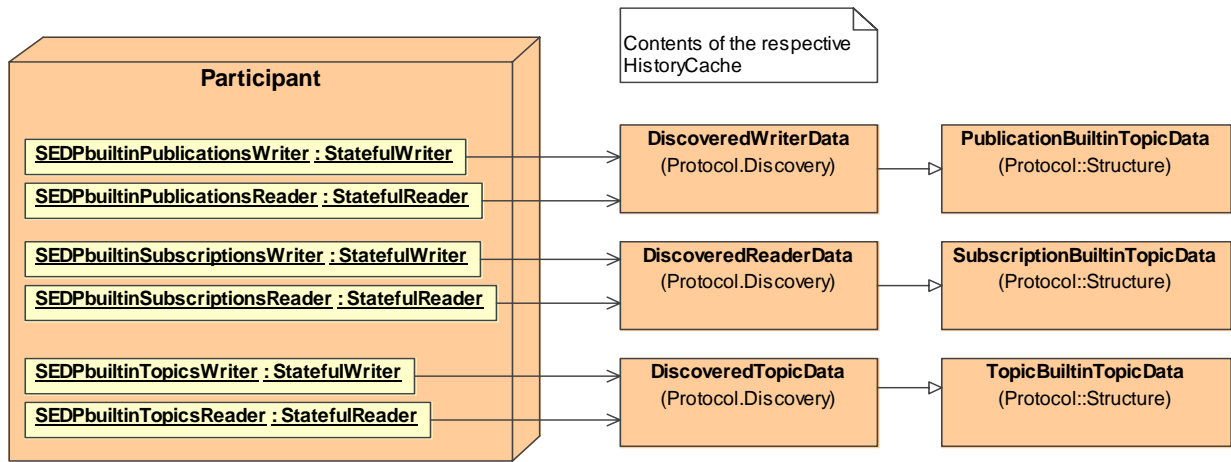 Contents of the respective
HistoryCache
Participant
SEDPbuiltinPublicationsWriter : StatefulWriter
SEDPbuiltinPublicationsReader : StatefulReader
SEDPbuiltinSubscriptionsWriter : StatefulWriter
SEDPbuiltinSubscriptionsReader : StatefulReader
SEDPbuiltinTopicsWriter : StatefulWriter
SEDPbuiltinTopicsReader : StatefulReader
DiscoveredWriterData
(Protocol.Discovery)
DiscoveredReaderData
(Protocol.Discovery)
DiscoveredTopicData
(Protocol.Discovery)
PublicationBuiltinTopicData
(Protocol::Structure)
SubscriptionBuiltinTopicData
(Protocol::Structure)
TopicBuiltinTopicData
(Protocol::Structure)